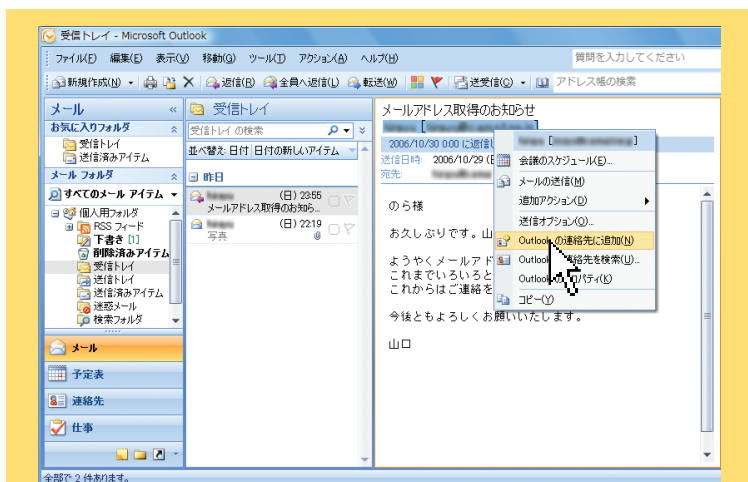 受信トレイ - Microsoft Outlook
ファイル(F) 編集(E) 表示(V) 移動(G) ツール(T) アクション(A) ヘルプ(H) 質問を入力してください
新規作成(N) 返信(R) 全員へ返信(L) 転送(W) 送受信(C) アドレス帳の検索
メール «
お気に入りフォルダ
受信トレイ
送信済みアイテム
メール フォルダ
すべてのメール アイテム
個人用フォルダ
RSS フィード
下書き [1]
削除済みアイテム
受信トレイ
送信トレイ
送信済みアイテム
迷惑メール
検索フォルダ
メール
予定表
連絡先
仕事
全部で 2 件あります。
受信トレイ
受信トレイ の検索
並べ替え: 日付 日付の新しいアイテム
昨日
(日) 23:55
メールアドレス取得のお知ら...
(日) 22:19
写真
メールアドレス取得のお知らせ
2006/10/30 0:00 に返信
送信日時: 2006/10/29
宛先:
のら様
お久しぶりです。山
ようやくメールアド
これまでいろいろと
これからはご連絡を
今後ともよろしくお願いいたします。
山口
会議のスケジュール(E)...
メールの送信(M)
追加アクション(D)
送信オプション(O)...
Outlook の連絡先に追加(N)
Outlook 連絡先を検索(U)...
Outlook プロパティ(K)
コピー(Y)